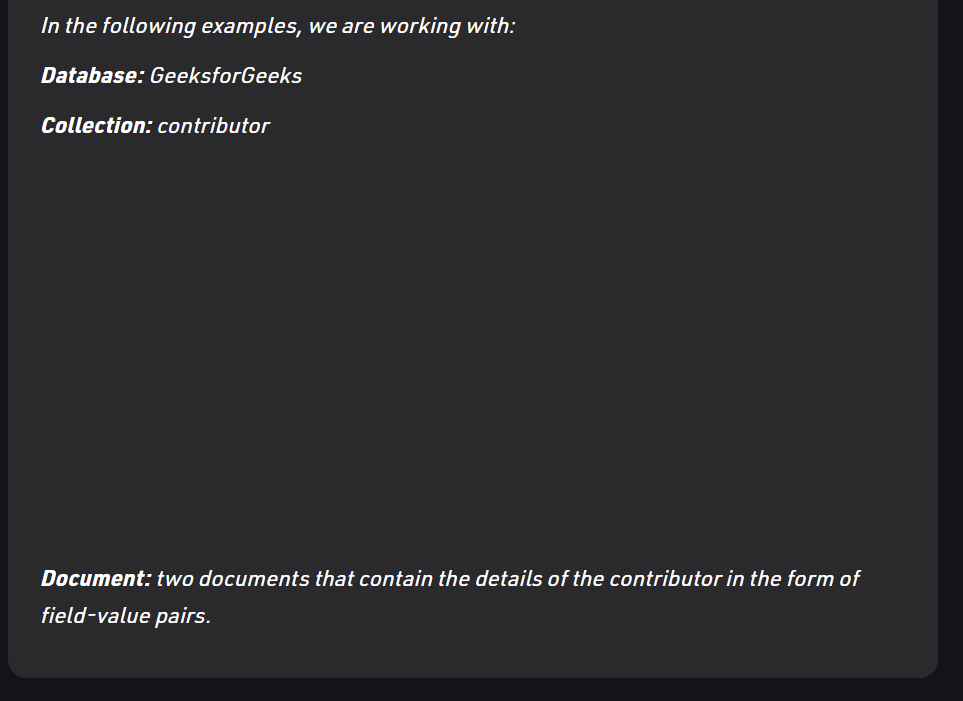 In the following examples, we are working with:
Database: GeeksforGeeks
Collection: contributor
Document: two documents that contain the details of the contributor in the form of
field-value pairs.